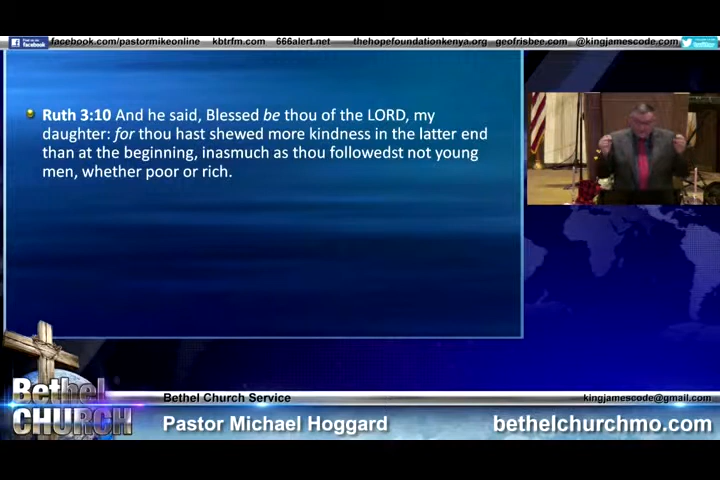 facebook.com/pastormikeonline kbtrfm.com 666alert.net thehopefoundationkenya.org geofrisbee.com @kingjamescode.com
Ruth 3:10 And he said, Blessed be thou of the LORD, my
daughter: for thou hast shewed more kindness in the latter end
than at the beginning, inasmuch as thou followedst not young
men, whether poor or rich.
Bethel
CHURCH
Bethel Church Service kingjamescode@gmail.com
Pastor Michael Hoggard bethelchurchmo.com